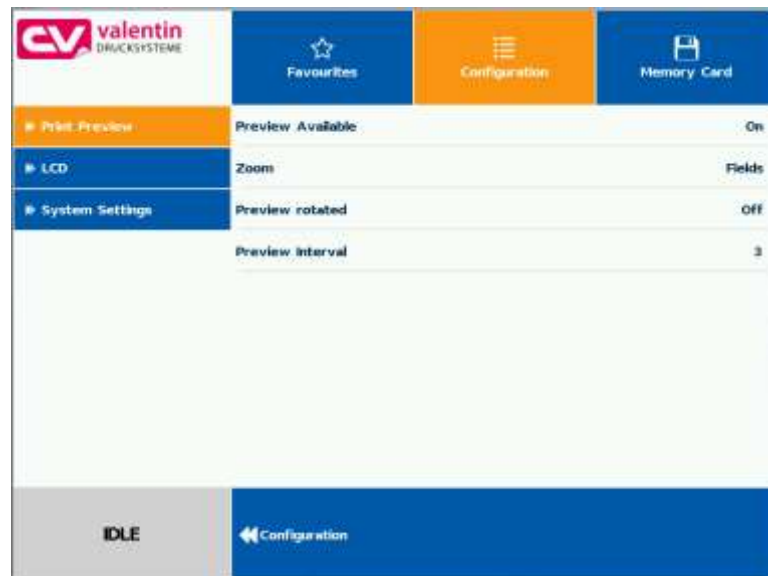 CV valentin
DRUCKSYSTEME
Favourites
Configuration
Memory Card
Print Preview
LCD
System Settings
Preview Available On
Zoom Fields
Preview rotated Off
Preview Interval 3
IDLE
Configuration